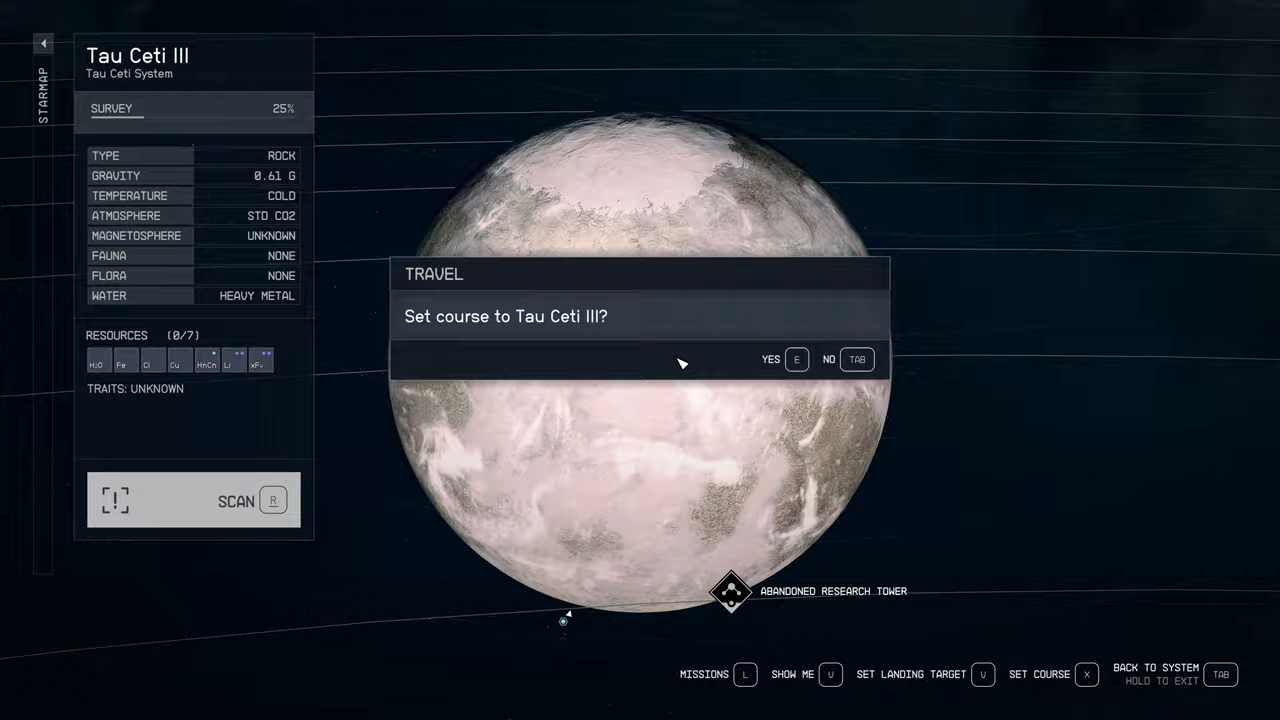 STARMAP
Tau Ceti III
Tau Ceti System
SURVEY 25%
TYPE ROCK
GRAVITY 0.61 G
TEMPERATURE COLD
ATMOSPHERE STD CO2
MAGNETOSPHERE UNKNOWN
FAUNA NONE
FLORA NONE
WATER HEAVY METAL
RESOURCES (0/7)
H2O Fe Cl Cu HnCn Li xF4
TRAITS: UNKNOWN
[!] SCAN R
TRAVEL
Set course to Tau Ceti III?
YES E NO TAB
ABANDONED RESEARCH TOWER
MISSIONS L SHOW ME V SET LANDING TARGET V SET COURSE X BACK TO SYSTEM TAB
HOLD TO EXIT